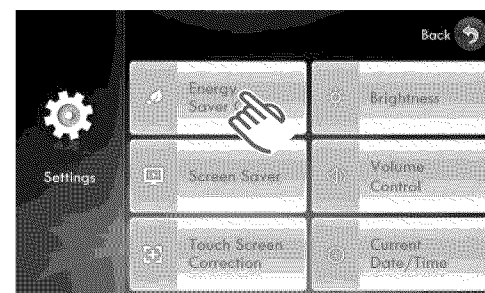 Back
Settings
Energy
Saver
Brightness
Screen Saver
Volume
Control
Touch Screen
Correction
Current
Date/Time